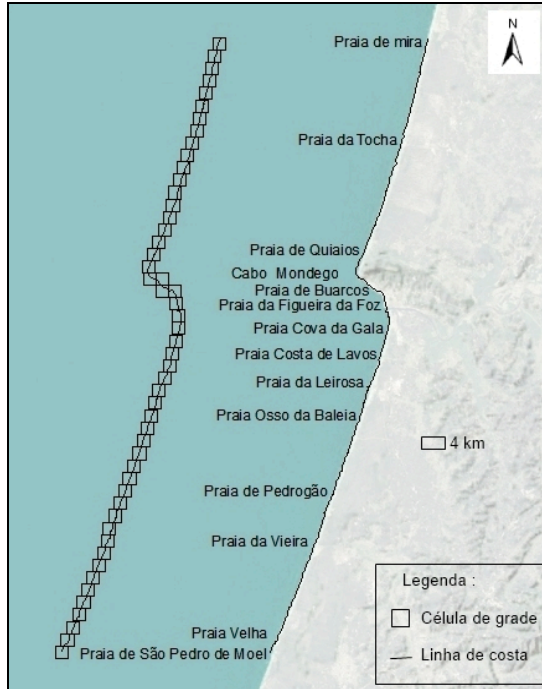 N
Praia de mira
Praia da Tocha
Praia de Quiaios
Cabo Mondego
Praia de Buarcos
Praia da Figueira da Foz
Praia Cova da Gala
Praia Costa de Lavos
Praia da Leirosa
Praia Osso da Baleia
4 km
Praia de Pedrogão
Praia da Vieira
Legenda :
Célula de grade
Praia Velha
Praia de São Pedro de Moel
Linha de costa